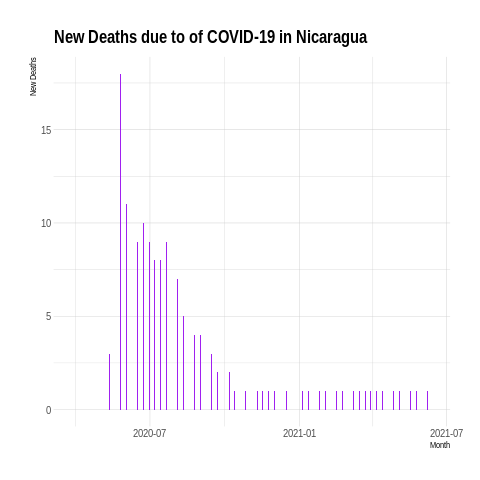 New Deaths due to of COVID-19 in Nicaragua
New Deaths
15
10
5
0
2020-07
2021-01
2021-07
Month